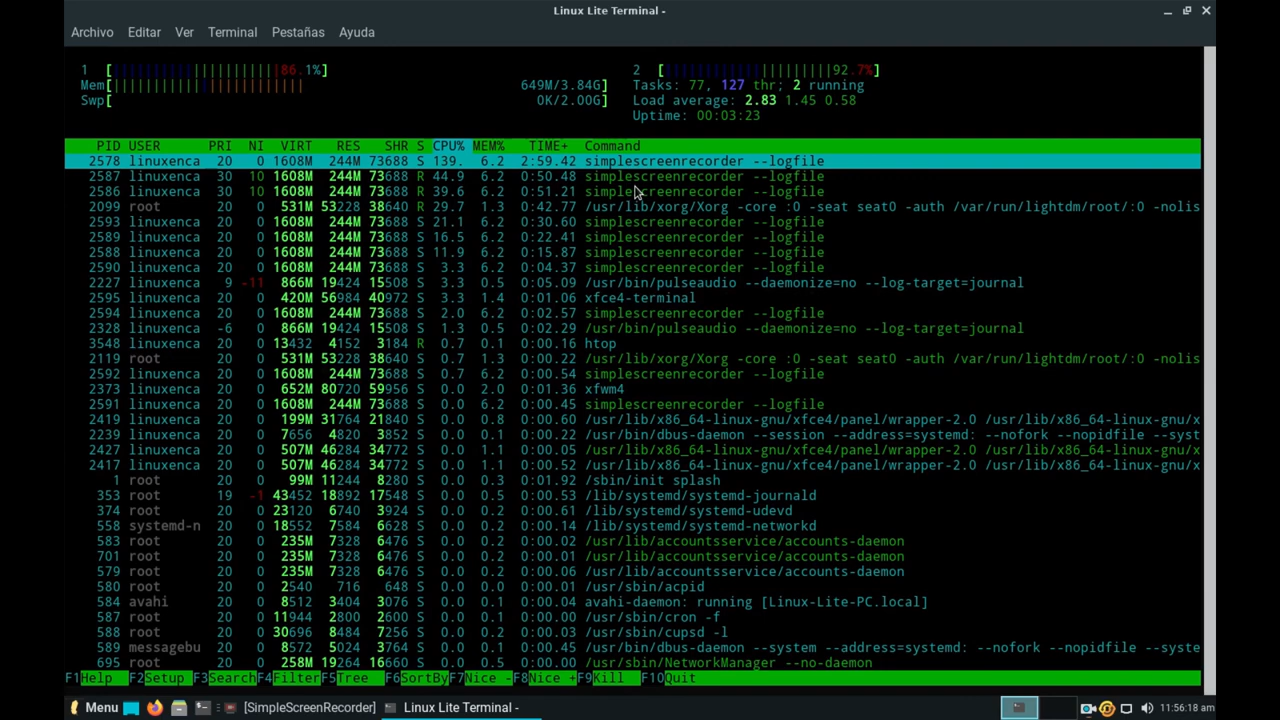 Linux Lite Terminal -
Archivo Editar Ver Terminal Pestañas Ayuda
1 [86.1%] 2 [92.7%]
Mem[649M/3.84G] Tasks: 77, 127 thr; 2 running
Swp[0K/2.00G] Load average: 2.83 1.45 0.58
Uptime: 00:03:23
PID USER PRI NI VIRT RES SHR S CPU% MEM% TIME+ Command
2578 linuxenca 20 0 1608M 244M 73688 S 139. 6.2 2:59.42 simplescreenrecorder --logfile
2587 linuxenca 30 10 1608M 244M 73688 R 44.9 6.2 0:50.48 simplescreenrecorder --logfile
2586 linuxenca 30 10 1608M 244M 73688 R 39.6 6.2 0:51.21 simplescreenrecorder --logfile
2099 root 20 0 531M 53228 38640 R 29.7 1.3 0:42.77 /usr/lib/xorg/Xorg -core :0 -seat seat0 -auth /var/run/lightdm/root/:0 -nolis
2593 linuxenca 20 0 1608M 244M 73688 S 21.1 6.2 0:30.60 simplescreenrecorder --logfile
2589 linuxenca 20 0 1608M 244M 73688 S 16.5 6.2 0:22.41 simplescreenrecorder --logfile
2588 linuxenca 20 0 1608M 244M 73688 S 11.9 6.2 0:15.87 simplescreenrecorder --logfile
2590 linuxenca 20 0 1608M 244M 73688 S 3.3 6.2 0:04.37 simplescreenrecorder --logfile
2227 linuxenca 9 -11 866M 19424 15508 S 3.3 0.5 0:05.09 /usr/bin/pulseaudio --daemonize=no --log-target=journal
2595 linuxenca 20 0 420M 56984 40972 S 3.3 1.4 0:01.06 xfce4-terminal
2594 linuxenca 20 0 1608M 244M 73688 S 2.0 6.2 0:02.66 simplescreenrecorder --logfile
2328 linuxenca -6 0 866M 19424 15508 S 1.3 0.5 0:02.29 /usr/bin/pulseaudio --daemonize=no --log-target=journal
3548 linuxenca 20 0 13432 4152 3184 R 0.7 0.1 0:00.16 htop
2119 root 20 0 531M 53228 38640 S 0.7 1.3 0:00.22 /usr/lib/xorg/Xorg -core :0 -seat seat0 -auth /var/run/lightdm/root/:0 -nolis
2592 linuxenca 20 0 1608M 244M 73688 S 0.7 6.2 0:00.54 simplescreenrecorder --logfile
2373 linuxenca 20 0 652M 80720 59956 S 0.0 2.0 0:01.36 xfwm4
2591 linuxenca 20 0 1608M 244M 73688 S 0.0 6.2 0:00.45 simplescreenrecorder --logfile
2419 linuxenca 20 0 199M 31764 21840 S 0.0 0.8 0:00.60 /usr/lib/x86_64-linux-gnu/xfce4/panel/wrapper-2.0 /usr/lib/x86_64-linux-gnu/x
2239 linuxenca 20 0 7656 4820 3852 S 0.0 0.1 0:00.22 /usr/bin/dbus-daemon --session --address=systemd: --nofork --nopidfile --syst
2427 linuxenca 20 0 507M 46284 34772 S 0.0 1.1 0:00.05 /usr/lib/x86_64-linux-gnu/xfce4/panel/wrapper-2.0 /usr/lib/x86_64-linux-gnu/x
2417 linuxenca 20 0 507M 46284 34772 S 0.0 1.1 0:00.52 /usr/lib/x86_64-linux-gnu/xfce4/panel/wrapper-2.0 /usr/lib/x86_64-linux-gnu/x
1 root 20 0 99M 11244 8280 S 0.0 0.3 0:01.92 /sbin/init splash
353 root 19 -1 43452 18892 17548 S 0.0 0.5 0:00.53 /lib/systemd/systemd-journald
374 root 20 0 23120 6740 3924 S 0.0 0.2 0:00.61 /lib/systemd/systemd-udevd
558 systemd-n 20 0 18552 7584 6628 S 0.0 0.2 0:00.14 /lib/systemd/systemd-networkd
583 root 20 0 235M 7328 6476 S 0.0 0.2 0:00.02 /usr/lib/accountsservice/accounts-daemon
701 root 20 0 235M 7328 6476 S 0.0 0.2 0:00.01 /usr/lib/accountsservice/accounts-daemon
579 root 20 0 235M 7328 6476 S 0.0 0.2 0:00.06 /usr/lib/accountsservice/accounts-daemon
580 root 20 0 2540 716 648 S 0.0 0.0 0:00.01 /usr/sbin/acpid
584 avahi 20 0 8512 3404 3076 S 0.0 0.1 0:00.04 avahi-daemon: running [Linux-Lite-PC.local]
587 root 20 0 11944 2800 2600 S 0.0 0.1 0:00.00 /usr/sbin/cron -f
588 root 20 0 30696 8484 7256 S 0.0 0.2 0:00.03 /usr/sbin/cupsd -l
589 messagebu 20 0 8572 5024 3764 S 0.0 0.1 0:00.45 /usr/bin/dbus-daemon --system --address=systemd: --nofork --nopidfile --syste
695 root 20 0 258M 19264 16660 S 0.0 0.5 0:00.00 /usr/sbin/NetworkManager --no-daemon
F1Help F2Setup F3SearchF4FilterF5Tree F6SortByF7Nice -F8Nice +F9Kill F10Quit
Menu [SimpleScreenRecorder] Linux Lite Terminal - 11:56:18 am